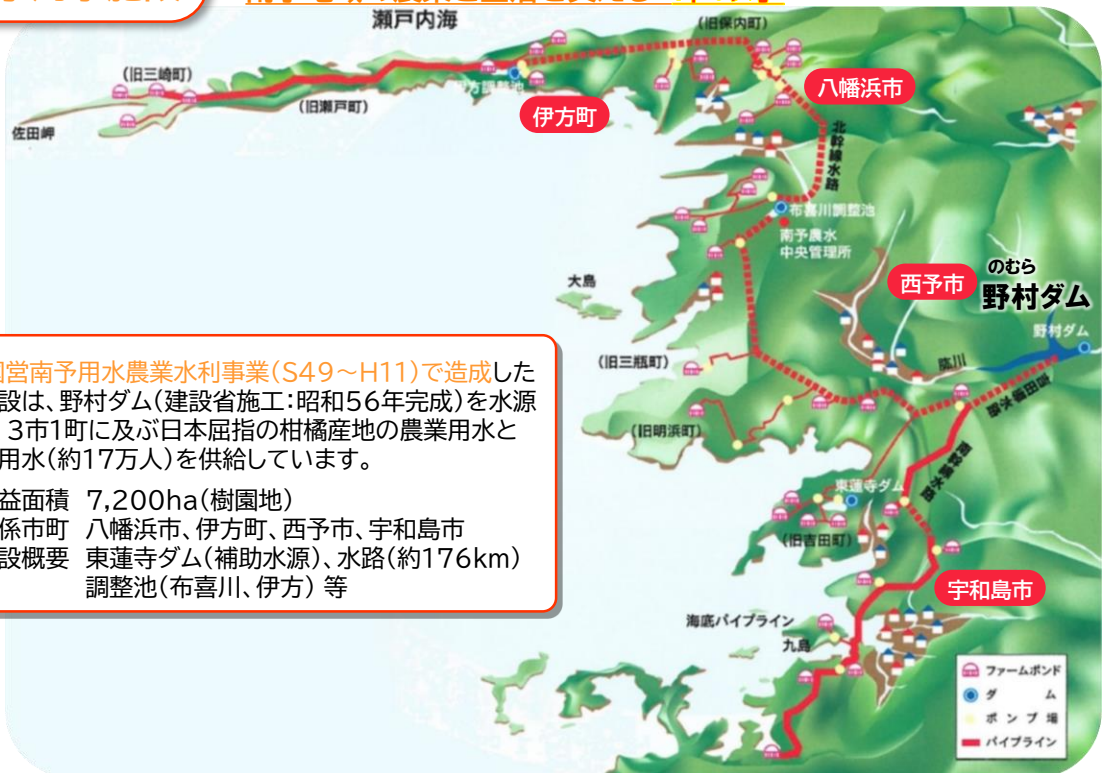 瀬戸内海
(旧保内町)
(旧三崎町)
八幡浜市
(旧瀬戸町)
伊方町
佐田岬
北幹線水路
布喜川調整池
南予農水
中央管理所
西予市
のむら
野村ダム
大島
野村ダム
(旧三瓶町)
国営南予用水農業水利事業(S49~H11)で造成した
設は、野村ダム(建設省施工:昭和56年完成)を水源
3市1町に及ぶ日本屈指の柑橘産地の農業用水と
用水(約17万人)を供給しています。
益面積 7,200ha(樹園地)
係市町 八幡浜市、伊方町、西予市、宇和島市
設概要 東蓮寺ダム(補助水源)、水路(約176km)
調整池(布喜川、伊方) 等
(旧明浜町)
南幹線水路
東蓮寺ダム
(旧吉田町)
宇和島市
海底パイプライン
九島
ファームポンド
ダム
ポンプ場
パイプライン